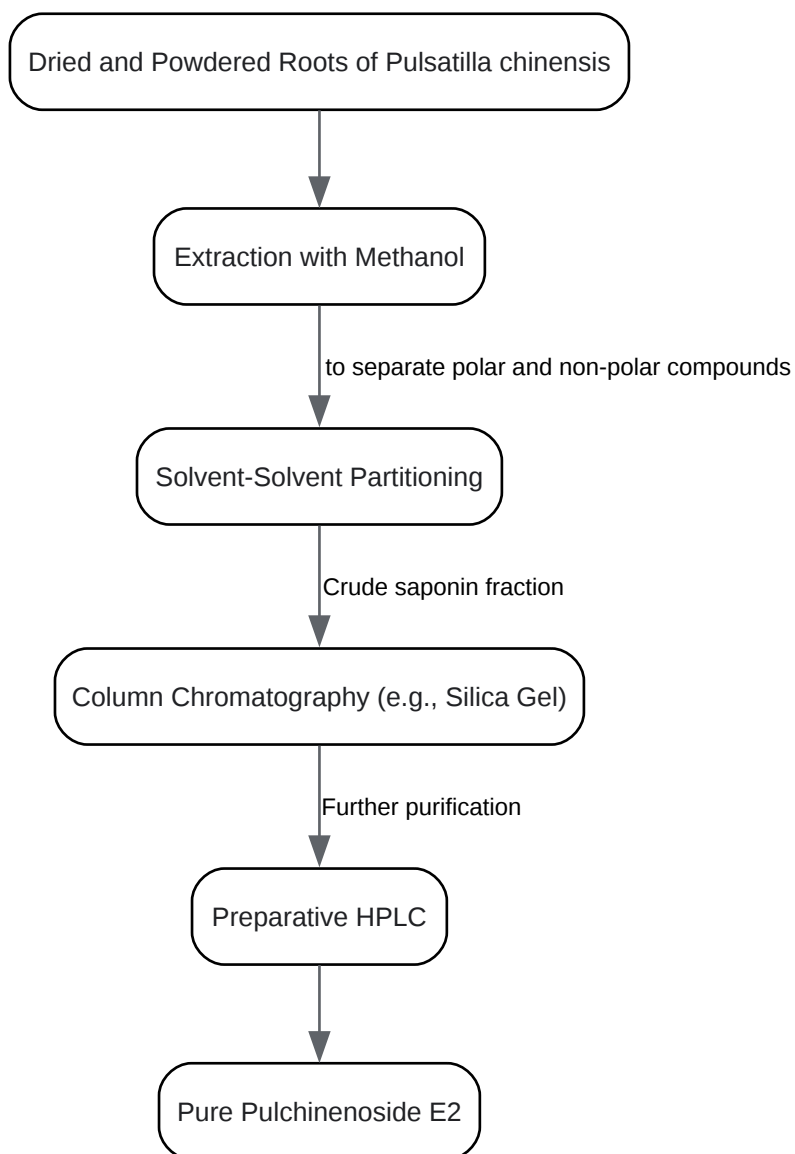 Dried and Powdered Roots of Pulsatilla chinensis
Extraction with Methanol
to separate polar and non-polar compounds
Solvent-Solvent Partitioning
Crude saponin fraction
Column Chromatography (e.g., Silica Gel)
Further purification
Preparative HPLC
Pure Pulchinenoside E2